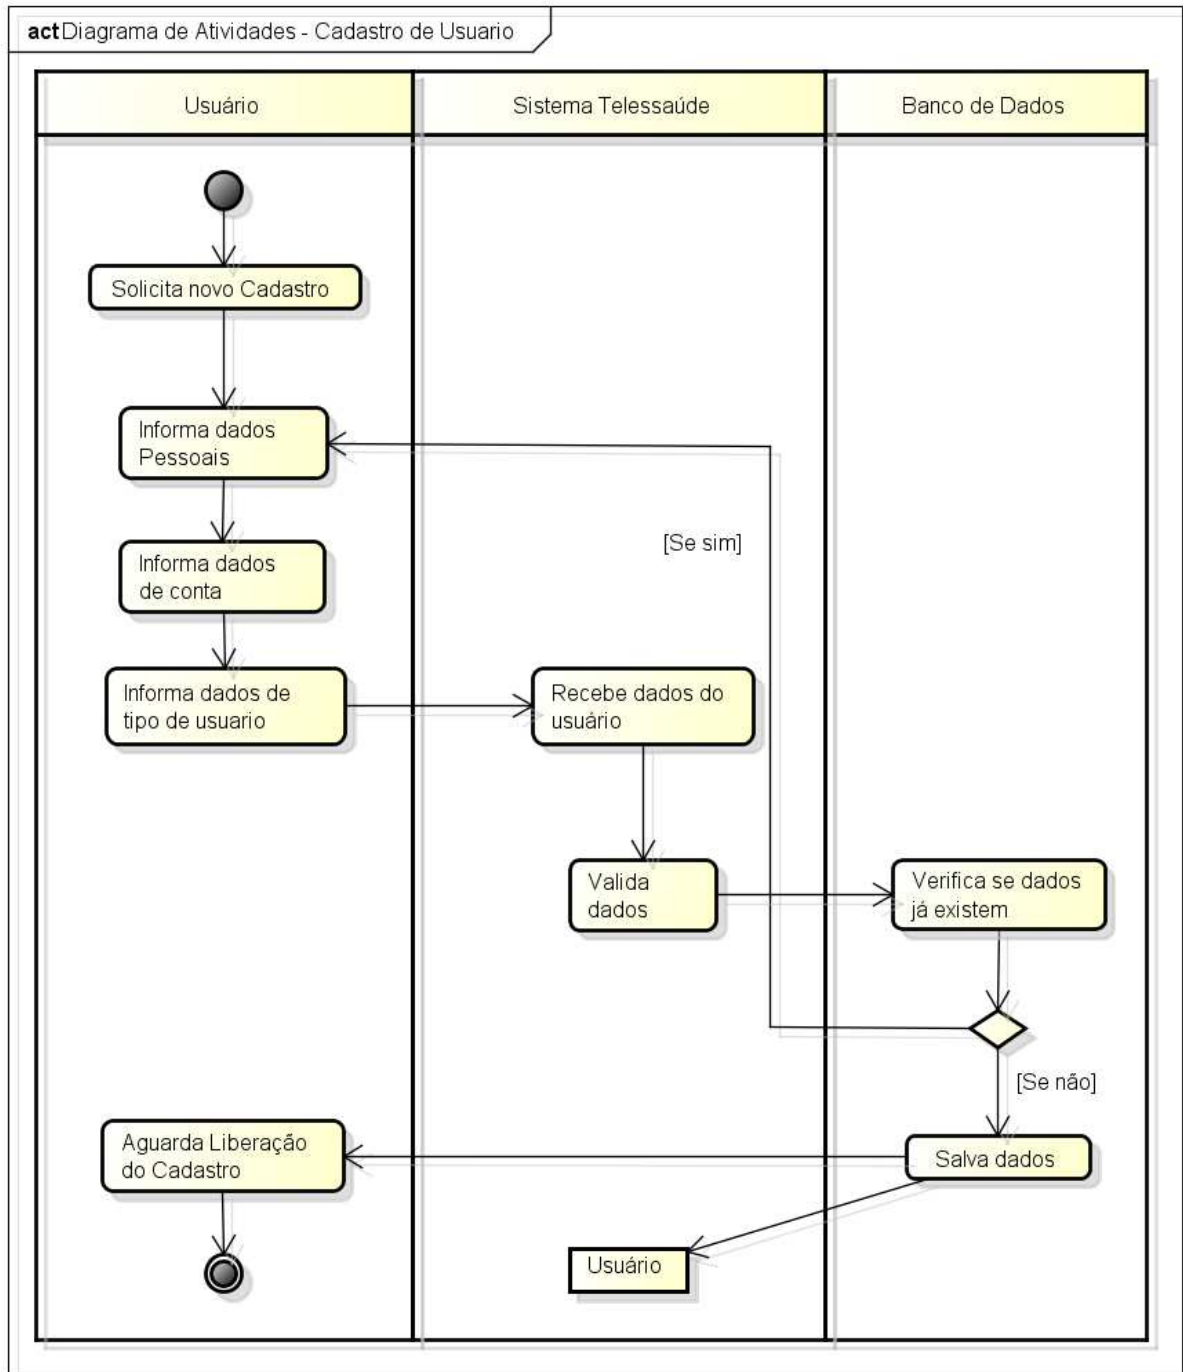 act Diagrama de Atividades - Cadastro de Usuario
Usuário
Sistema Telessaúde
Banco de Dados
Solicita novo Cadastro
Informa dados
Pessoais
[Se sim]
Informa dados
de conta
Informa dados de
tipo de usuario
Recebe dados do
usuário
Valida
dados
Verifica se dados
já existem
[Se não]
Aguarda Liberação
do Cadastro
Salva dados
Usuário